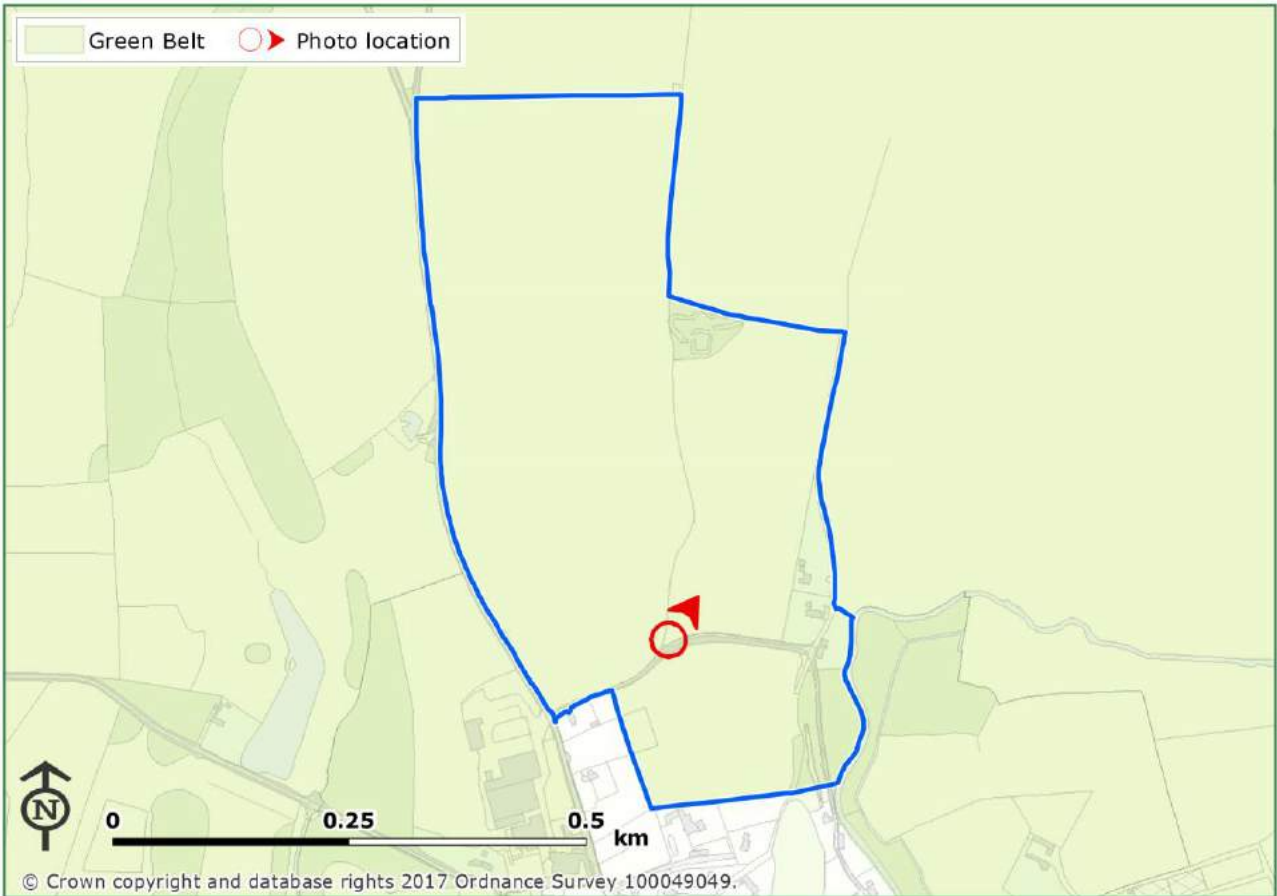 Green Belt Photo location
N
0 0.25 0.5
km
© Crown copyright and database rights 2017 Ordnance Survey 100049049.